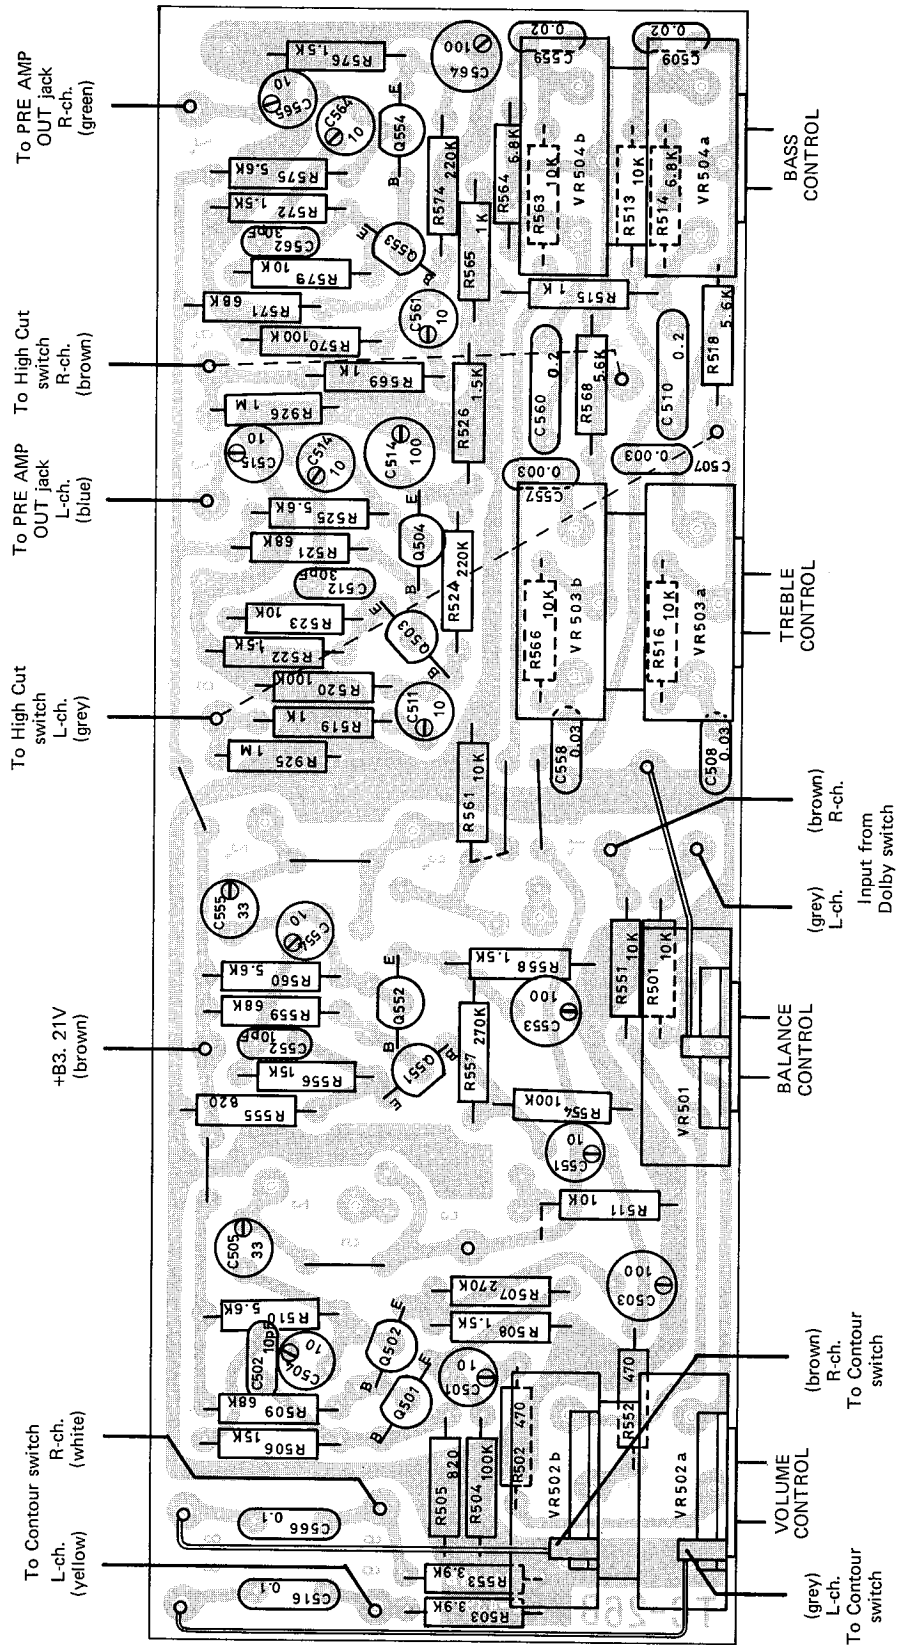 To PRE AMP
OUT jack
R-ch.
(green)
To High Cut
switch
R-ch.
(brown)
To PRE AMP
OUT jack
L-ch.
(blue)
To High Cut
switch
L-ch.
(grey)
+B3. 21V
(brown)
To Contour switch
R-ch.
(white)
To Contour switch
L-ch.
(yellow)
R576 1.5K
C565 10
C564 10
C564 100
Q554
E
B
R575 5.6K
R572 1.5K
C562 30pF
R579 10K
R571 68K
R570 100K
R569 1K
R926 1M
C515 10
C514 10
C514 100
Q553
E
B
C561 10
R574 220K
R565 1K
R564 6.8K
R526 1.5K
C559 0.02
C509 0.02
R563 10K
VR504b
R513 10K
R514 6.8K
VR504a
R515 1K
C560 0.2
R568 5.6K
C510 0.2
R518 5.6K
C557 0.003
C507 0.003
R525 5.6K
R521 68K
C512 30pF
R523 10K
R522 1.5K
R520 100K
R519 1K
R925 1M
Q504
E
B
Q503
E
B
C511 10
R524 220K
R566 10K
VR503b
R516 10K
VR503a
C558 0.03
C508 0.03
R561 10K
C555 33
C554 10
R560 5.6K
R559 68K
C552 10pF
R556 15K
R555 820
Q552
E
B
Q551
E
B
R558 1.5K
C553 100
R557 270K
R554 100K
C551 10
R551 10K
R501 10K
VR501
R511 10K
C505 33
R507 270K
R508 1.5K
C503 100
R510 5.6K
C502 10pF
C504 10
R509 68K
R506 15K
Q502
E
B
Q501
E
B
C501 10
R505 820
R504 100K
R502 470
VR502b
R552 470
VR502a
C566 0.1
C516 0.1
R553 3.9K
R503 3.9K
BASS
CONTROL
TREBLE
CONTROL
(brown)
R-ch.
(grey)
L-ch.
Input from
Dolby switch
BALANCE
CONTROL
(brown)
R-ch.
To Contour
switch
VOLUME
CONTROL
(grey)
L-ch.
To Contour
switch